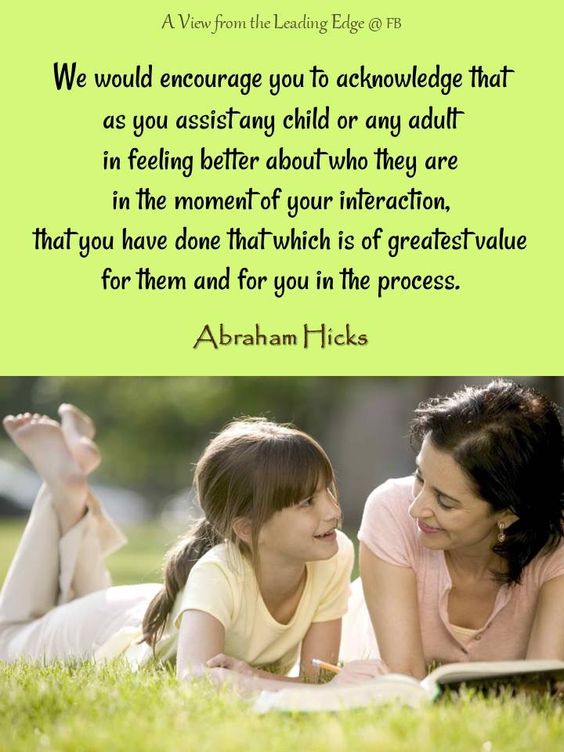 A View from the Leading Edge @ FB
We would encourage you to acknowledge that
as you assist any child or any adult
in feeling better about who they are
in the moment of your interaction,
that you have done that which is of greatest value
for them and for you in the process.
Abraham Hicks